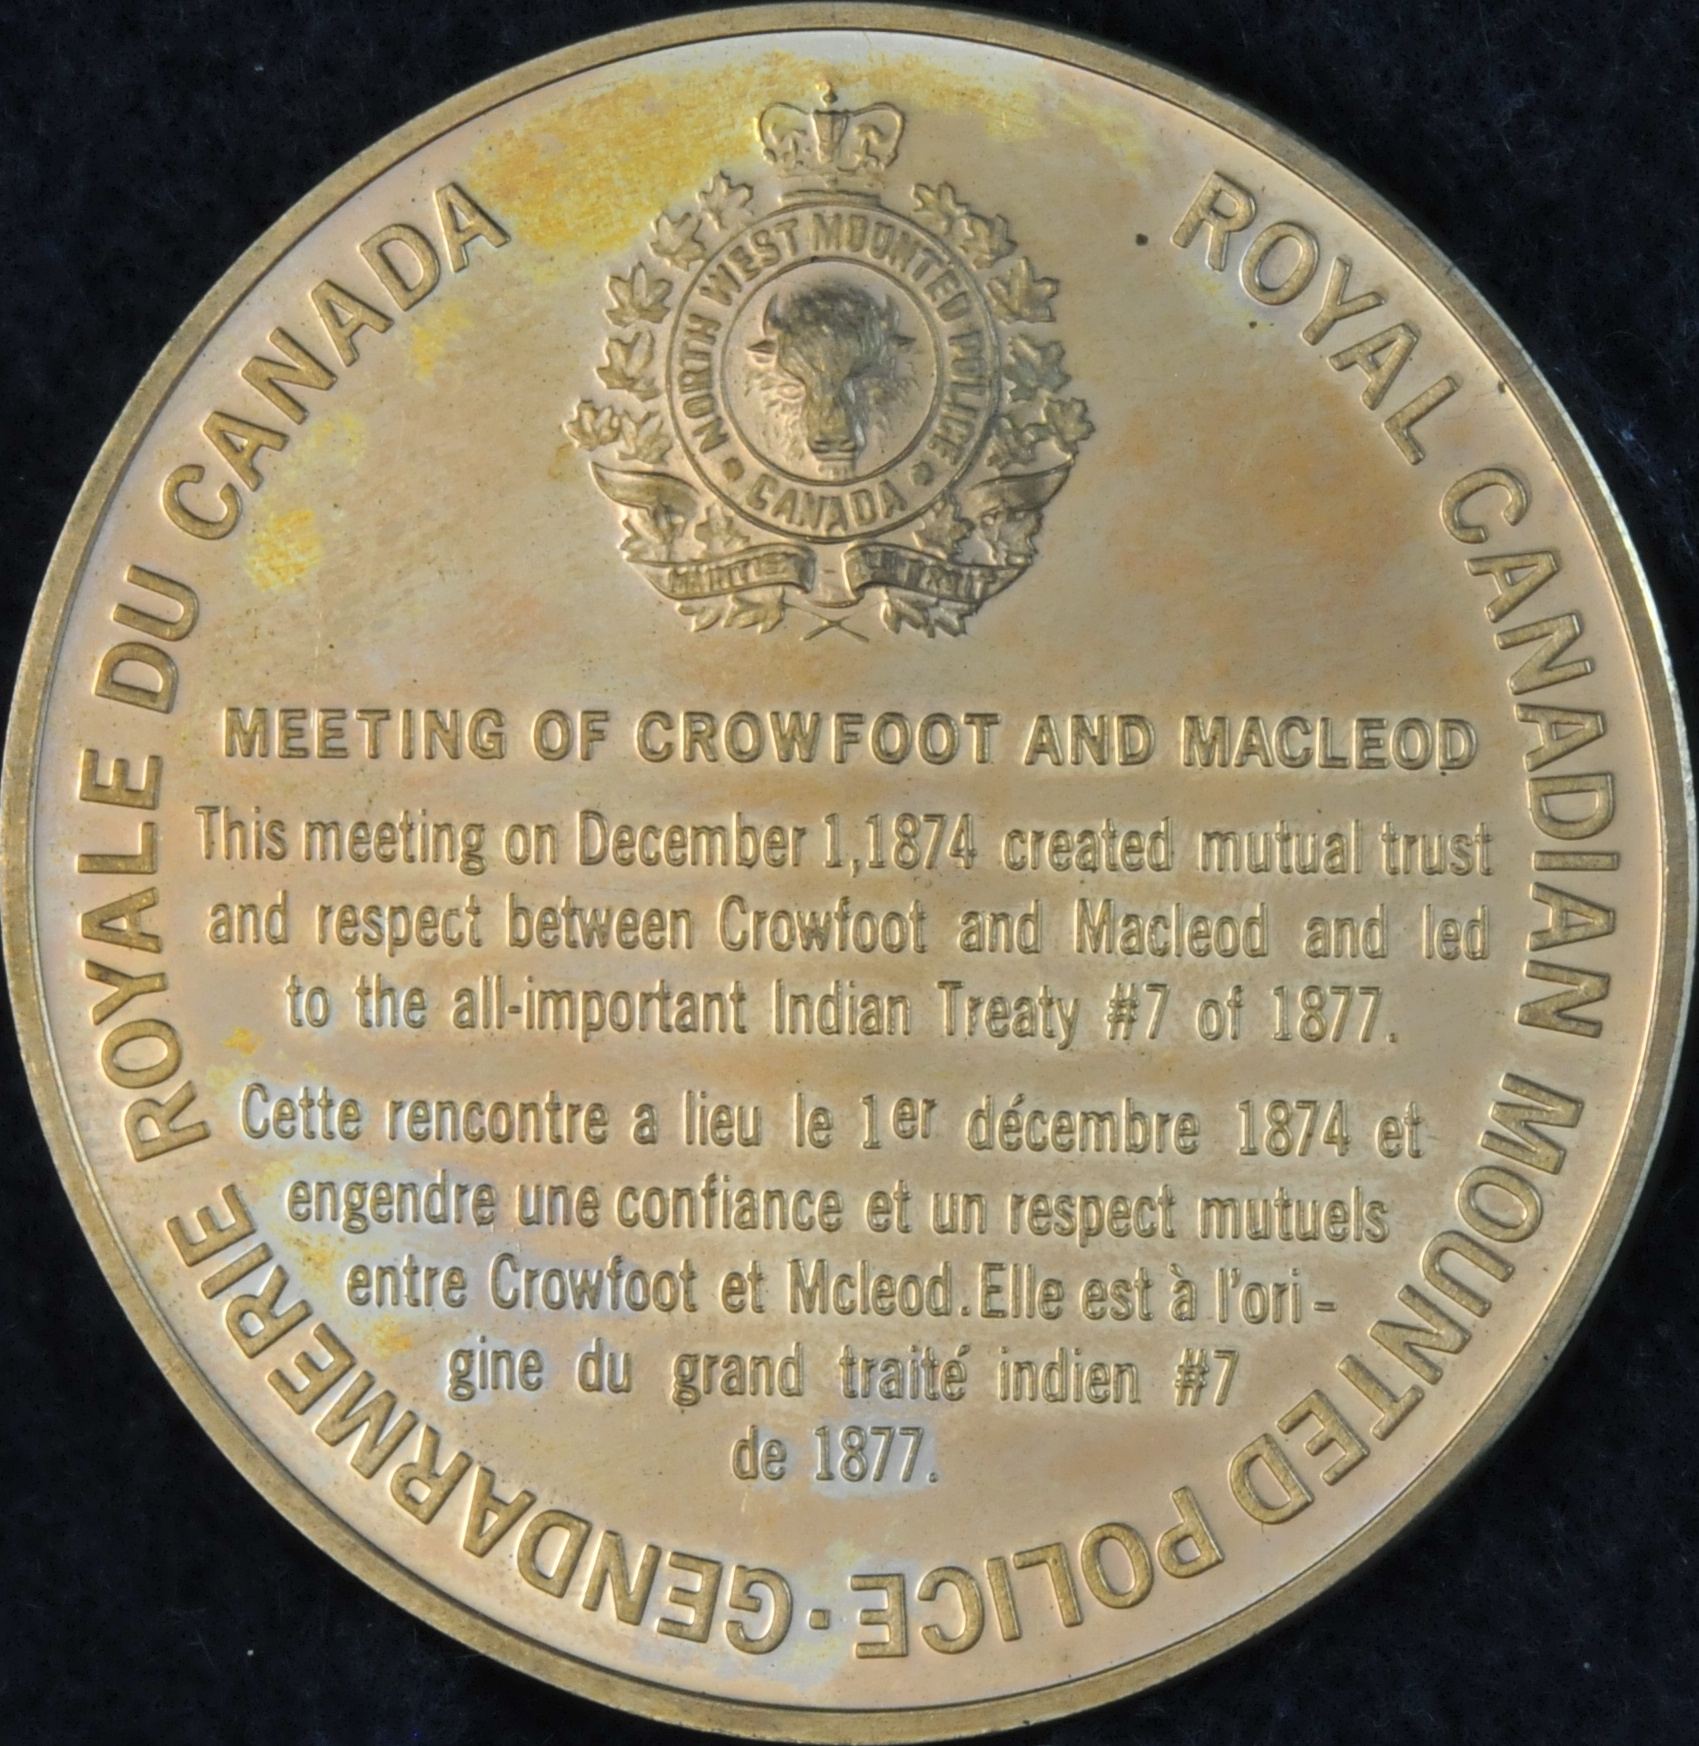 ROYAL CANADIAN MOUNTED POLICE · GENDARMERIE ROYALE DU CANADA
NORTH WEST MOUNTED POLICE
CANADA
MEETING OF CROWFOOT AND MACLEOD
This meeting on December 1,1874 created mutual trust
and respect between Crowfoot and Macleod and led
to the all-important Indian Treaty #7 of 1877.
Cette rencontre a lieu le 1er décembre 1874 et
engendre une confiance et un respect mutuels
entre Crowfoot et Mcleod. Elle est à l'ori-
gine du grand traité indien #7
de 1877.